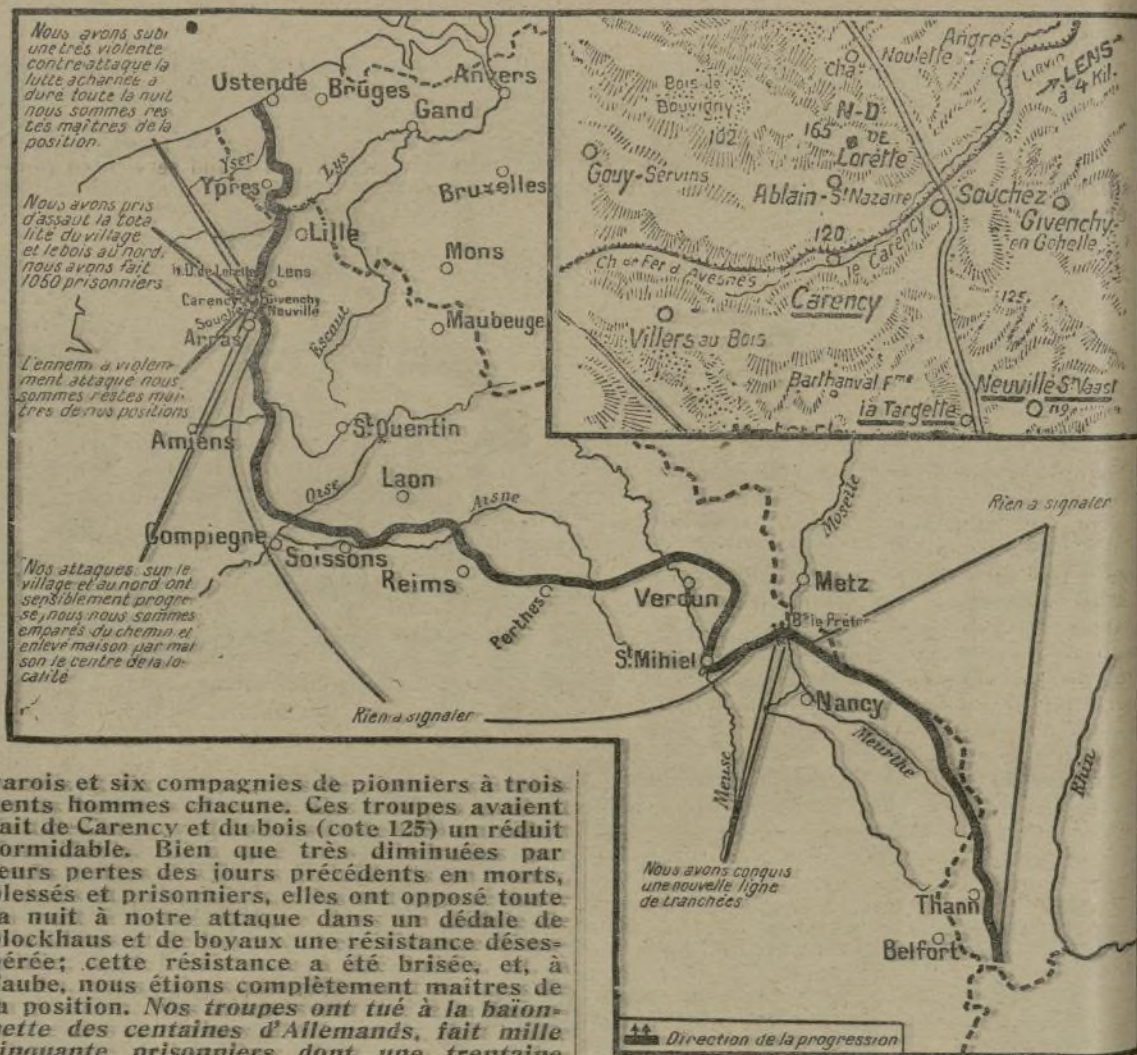 Nous avons subi
une très violente
contre-attaque la
lutte acharnée a
duré toute la nuit
nous sommes res
tés maîtres de la
position.
Nous avons pris
d'assaut la tota
lité du village
et le bois au nord,
nous avons fait
1050 prisonniers
L'ennemi a violem-
ment attaqué nous
sommes restés maî-
tres de nos positions
Nos attaques sur le
village et au nord ont
sensiblement progre-
sé, nous nous sommes
emparés du chemin et
enlevé maison par mai
son le centre de la lo-
calité
Ustende
Brüges
Anvers
Gand
Yser
Ypres
Lys
Bruxelles
Lille
Mons
N.D. de Lorette
Lens
Carency
Givenchy
Neuville
Arras
Escaut
Maubeuge
Amiens
St Quentin
Oise
Laon
Aisne
Compiègne
Soissons
Reims
Perthes
Verdun
St. Mihiel
Moselle
Metz
Bs le Prêtre
Nancy
Meurthe
Meuse
Rhin
Thann
Belfort
Rien à signaler
Rien à signaler
Nous avons conquis
une nouvelle ligne
de tranchées
Direction de la progression
Angres
Noulette
Chau
Liévin
LENS
à 4 Kil.
Bois de
Bouvigny
102
165
N-D
DE
Lorette
Gouy-Servins
Ablain-St Nazaire
Souchez
Givenchy
en Gohelle
120
le Carency
Ch. de Fer d'Avesnes
Carency
125
Villers au Bois
Barthanval Fme
Neuville St Vaast
la Targette
arois et six compagnies de pionniers à trois
ents hommes chacune. Ces troupes avaient
ait de Carency et du bois (cote 125) un réduit
ormidable. Bien que très diminuées par
eurs pertes des jours précédents en morts,
lessés et prisonniers, elles ont opposé toute
a nuit à notre attaque dans un dédale de
lockhaus et de boyaux une résistance déses=
érée; cette résistance a été brisée, et, à
'aube, nous étions complètement maîtres de
a position. Nos troupes ont tué à la baïon=
ette des centaines d'Allemands, fait mille
inquante prisonniers dont une trentaine